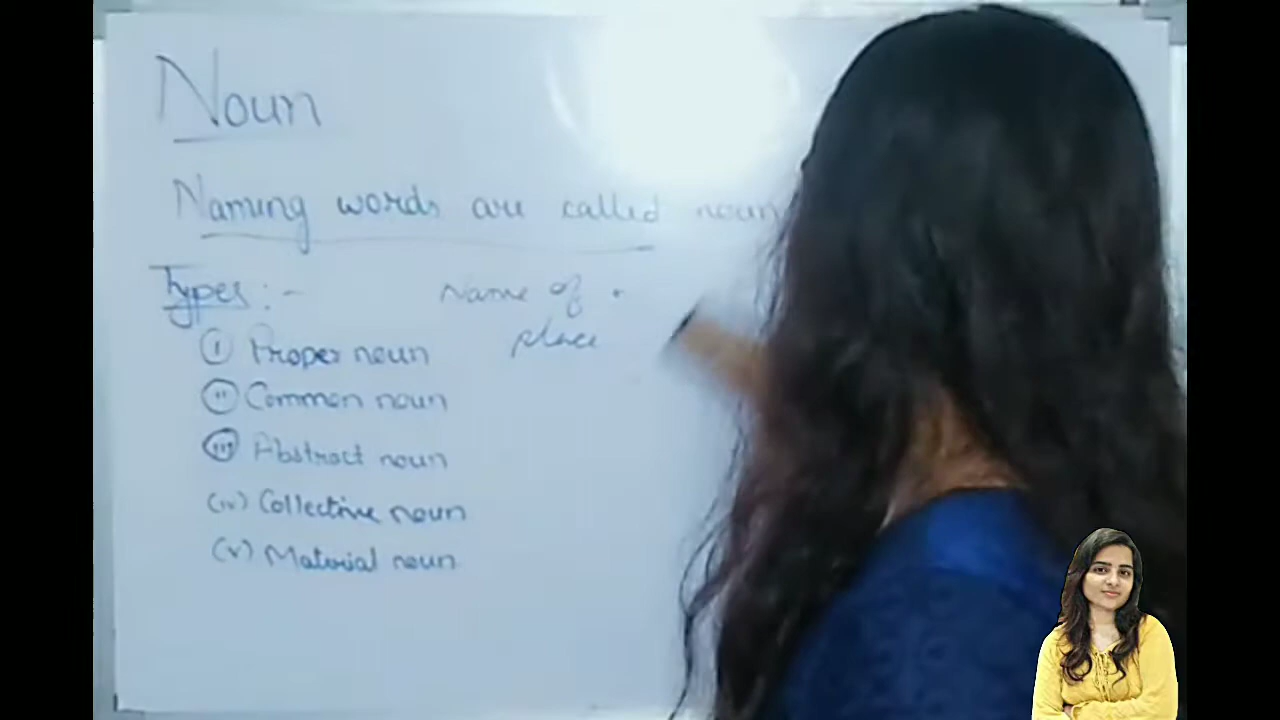 Noun
Naming words are called noun
Types:-
Name of
place
(i) Proper noun
(ii) Common noun
(iii) Abstract noun
(iv) Collective noun
(v) Material noun